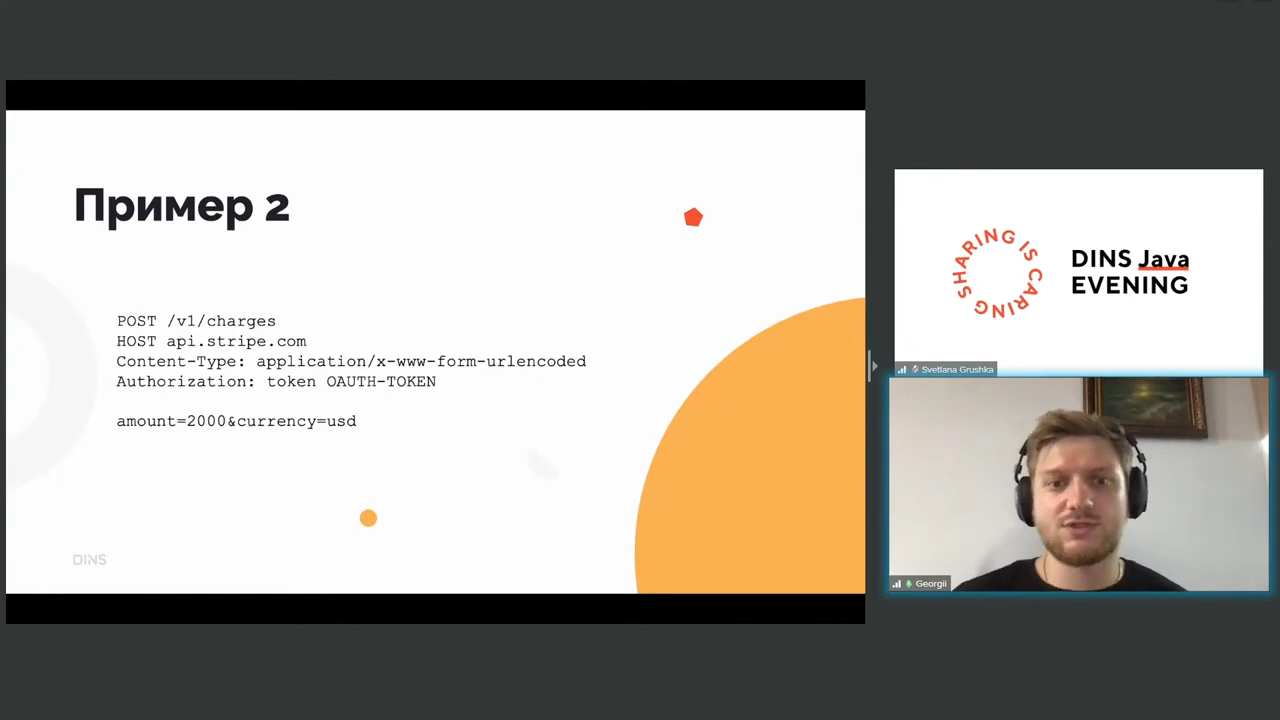 Пример 2
POST /v1/charges
HOST api.stripe.com
Content-Type: application/x-www-form-urlencoded
Authorization: token OAUTH-TOKEN
amount=2000&currency=usd
DINS
SHARING IS CARING
DINS Java
EVENING
Svetlana Grushka
Georgii